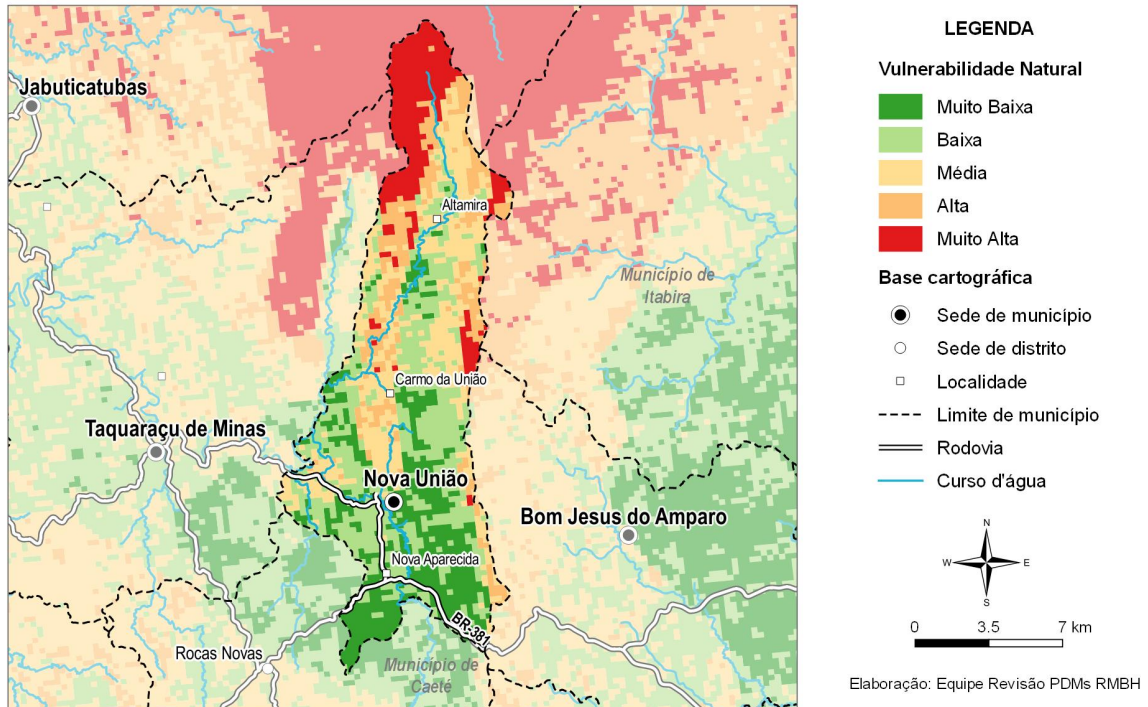 Jabuticatubas
Altamira
Município de
Itabira
Carmo da União
Taquaraçu de Minas
Nova União
Bom Jesus do Amparo
Nova Aparecida
BR-381
Rocas Novas
Município de
Caeté
LEGENDA
Vulnerabilidade Natural
Muito Baixa
Baixa
Média
Alta
Muito Alta
Base cartográfica
Sede de município
Sede de distrito
Localidade
Limite de município
Rodovia
Curso d'água
N
W
E
S
0 3.5 7 km
Elaboração: Equipe Revisão PDMs RMBH